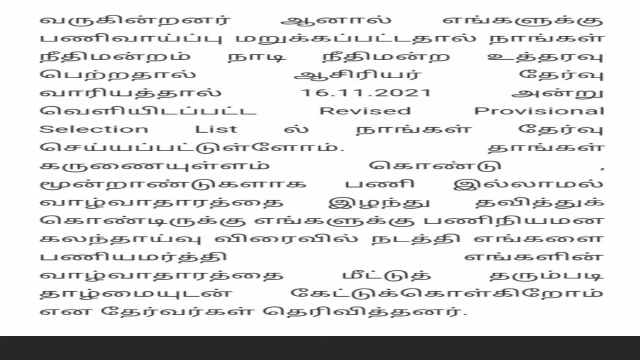 வருகின்றனர் ஆனால் எங்களுக்கு
பணிவாய்ப்பு மறுக்கப்பட்டதால் நாங்கள்
நீதிமன்றம் நாடி நீதிமன்ற உத்தரவு
பெற்றதால் ஆசிரியர் தேர்வு
வாரியத்தால் 16.11.2021 அன்று
வெளியிடப்பட்ட Revised Provisional
Selection List ல் நாங்கள் தேர்வு
செய்யப்பட்டுள்ளோம். தாங்கள்
கருணையுள்ளம் கொண்டு ,
மூன்றாண்டுகளாக பணி இல்லாமல்
வாழ்வாதாரத்தை இழந்து தவித்துக்
கொண்டிருக்கு எங்களுக்கு பணிநியமன
கலந்தாய்வு விரைவில் நடத்தி எங்களை
பணியமர்த்தி எங்களின்
வாழ்வாதாரத்தை மீட்டுத் தரும்படி
தாழ்மையுடன் கேட்டுக்கொள்கிறோம்
என தேர்வர்கள் தெரிவித்தனர்.